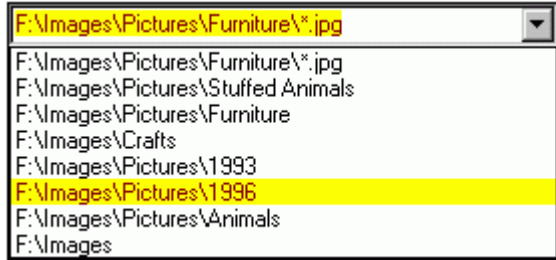 F:\Images\Pictures\Furniture\*.jpg
F:\Images\Pictures\Furniture\*.jpg
F:\Images\Pictures\Stuffed Animals
F:\Images\Pictures\Furniture
F:\Images\Crafts
F:\Images\Pictures\1993
F:\Images\Pictures\1996
F:\Images\Pictures\Animals
F:\Images